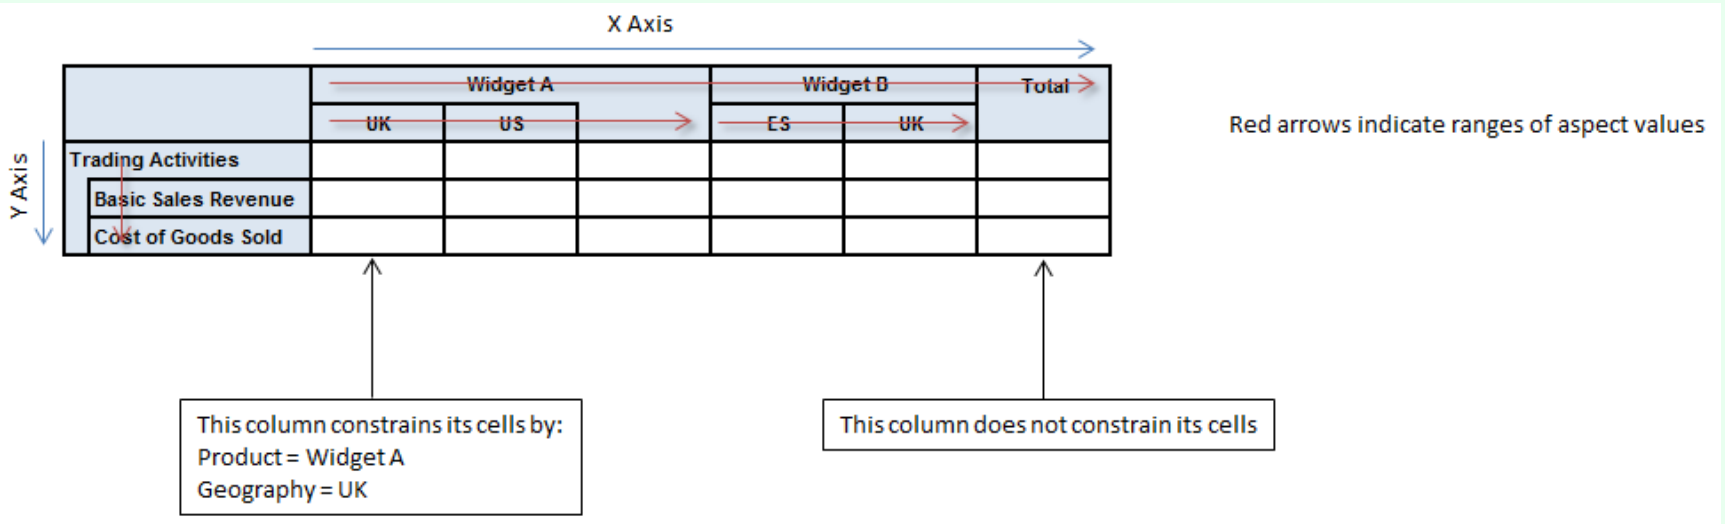 X Axis
Widget A Widget B Total
UK US ES UK
Red arrows indicate ranges of aspect values
Y Axis
Trading Activities
Basic Sales Revenue
Cost of Goods Sold
This column constrains its cells by:
Product = Widget A
Geography = UK
This column does not constrain its cells